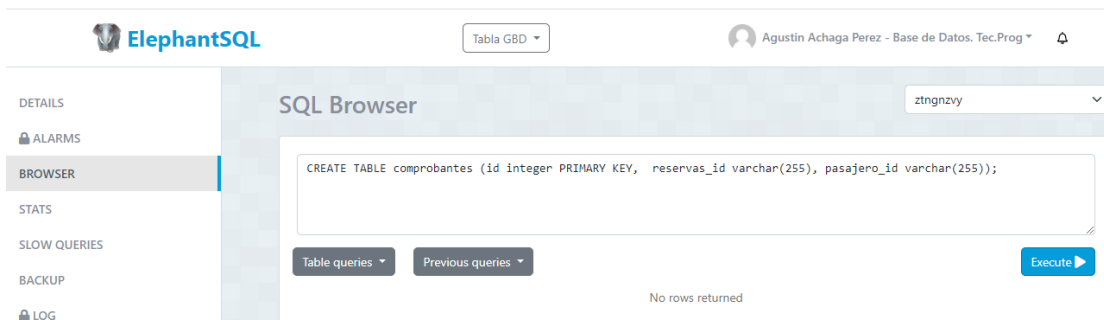 ElephantSQL
Tabla GBD
Agustin Achaga Perez - Base de Datos. Tec.Prog
DETAILS
ALARMS
BROWSER
STATS
SLOW QUERIES
BACKUP
LOG
SQL Browser
ztngnzvy
CREATE TABLE comprobantes (id integer PRIMARY KEY,  reservas_id varchar(255), pasajero_id varchar(255));
Table queries
Previous queries
Execute
No rows returned